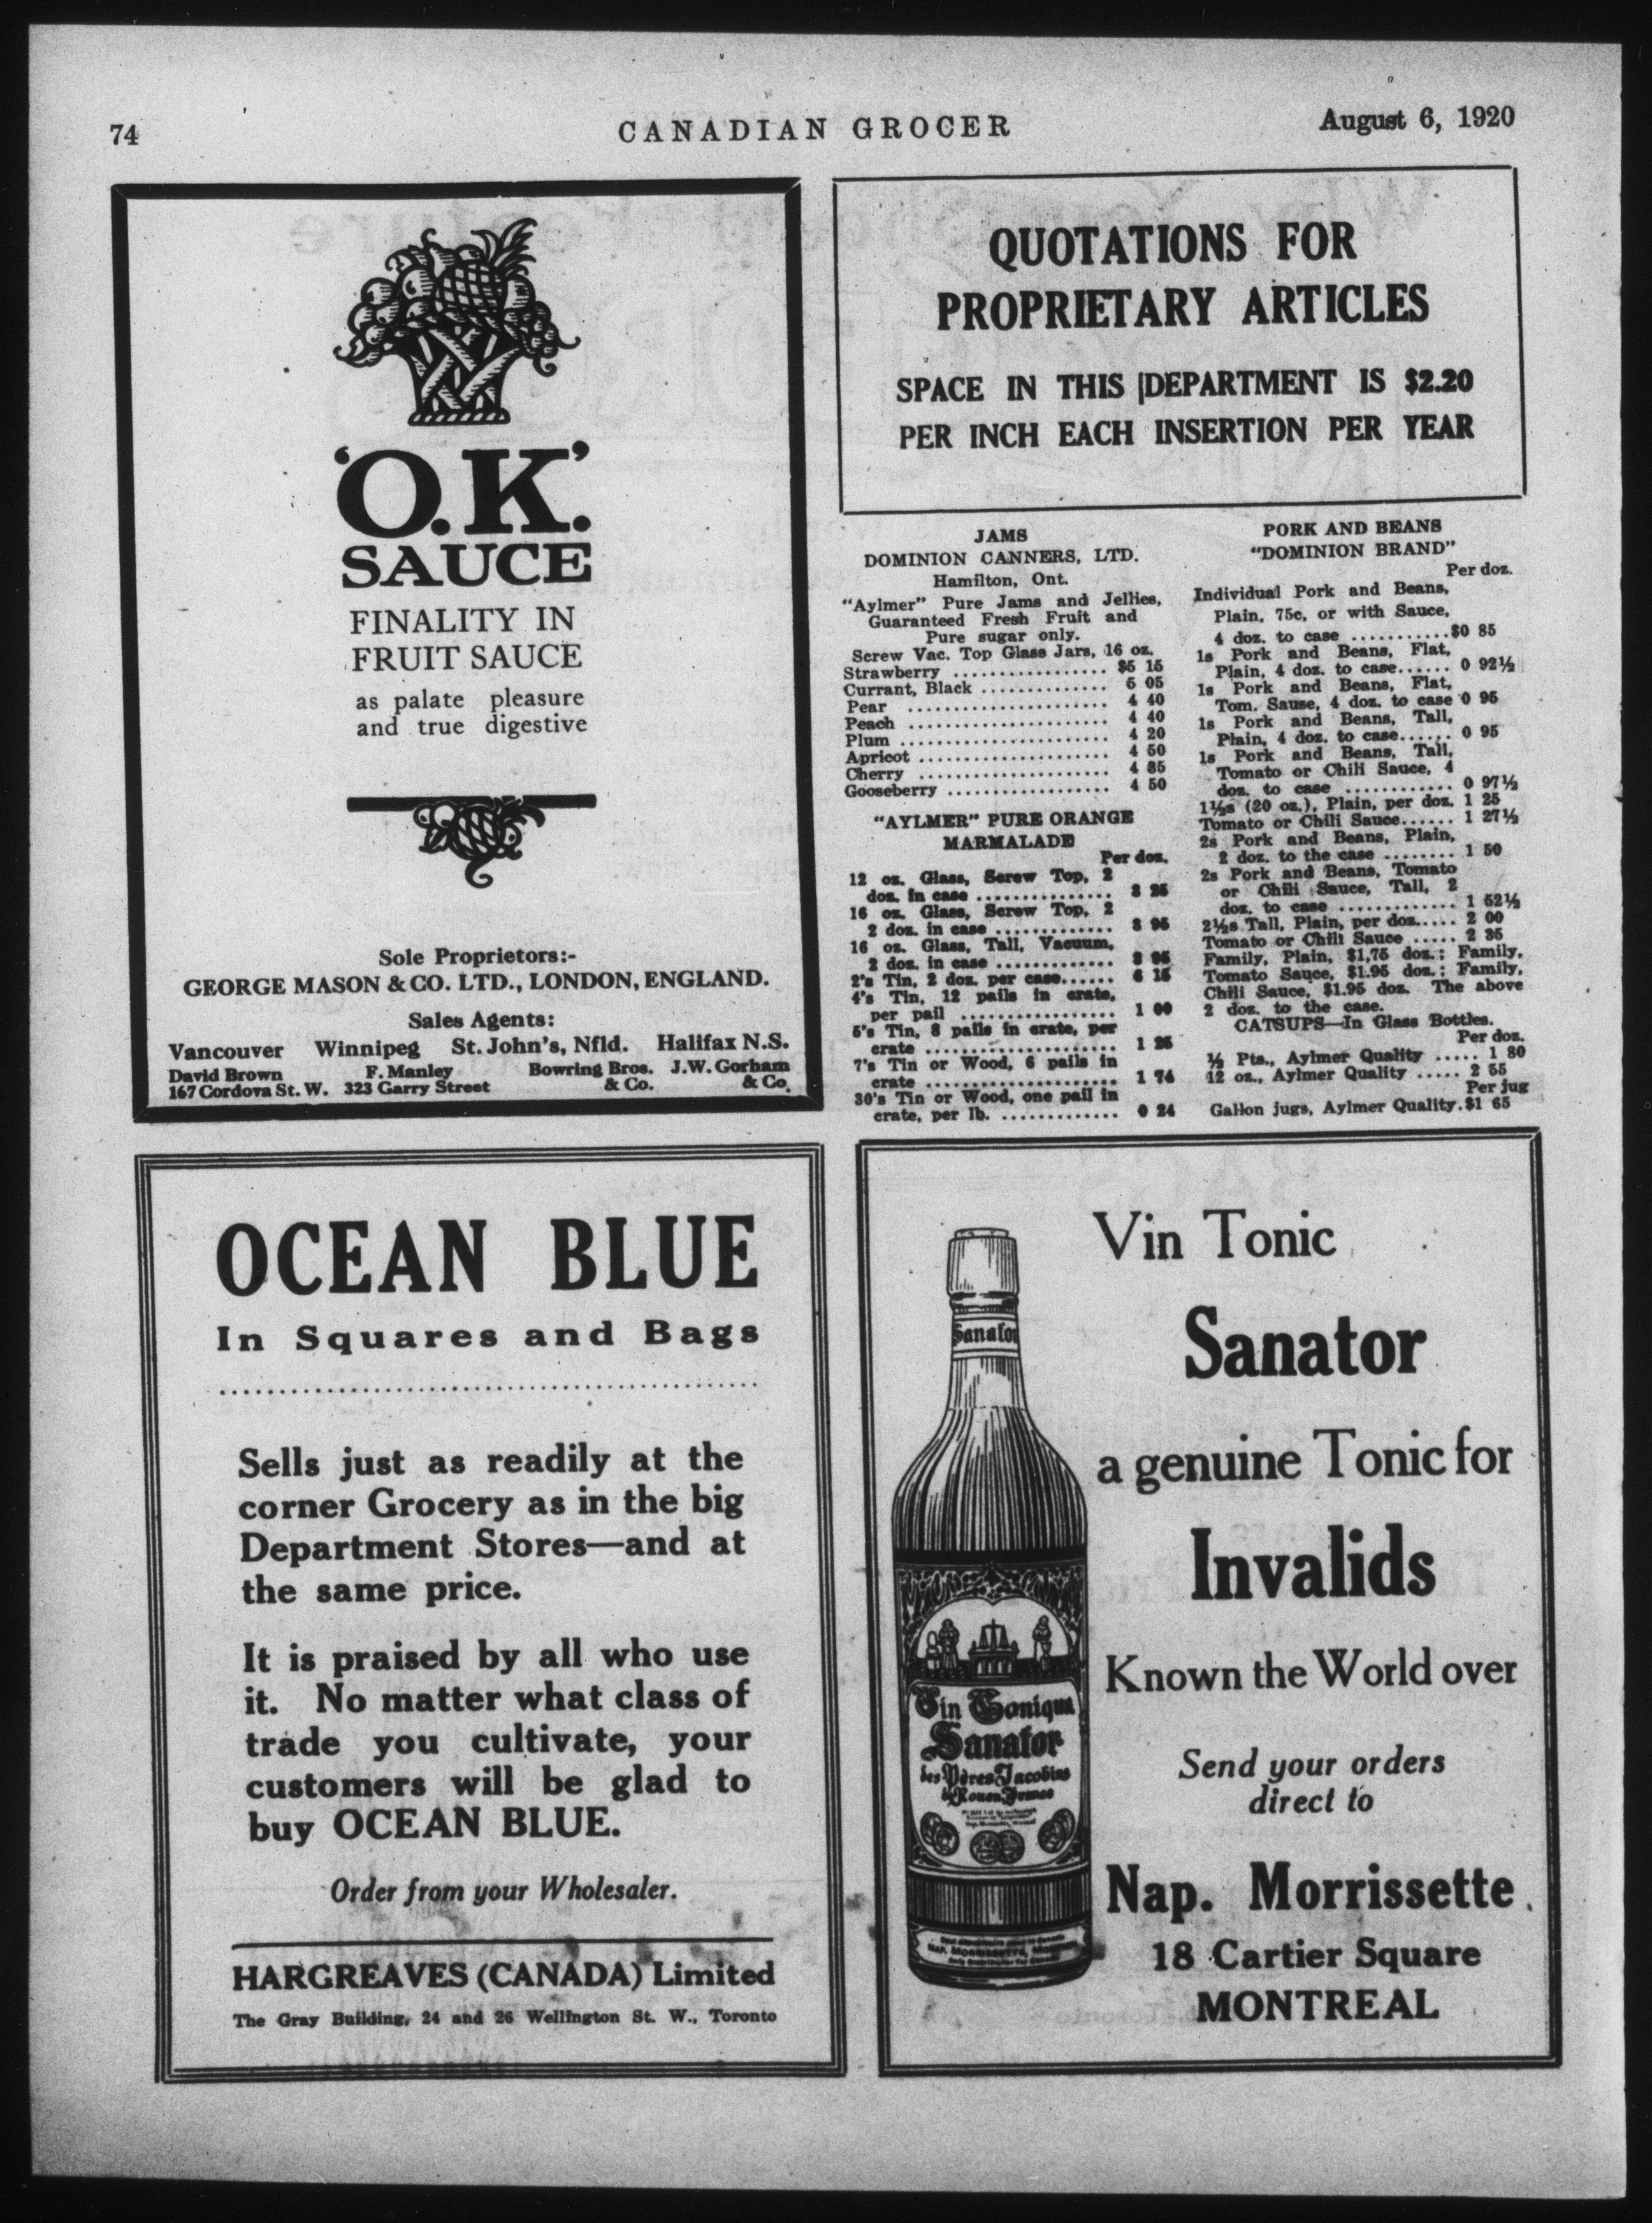 74
CANADIAN GROCER
August 6, 1920
'O.K.'
SAUCE
FINALITY IN
FRUIT SAUCE
as palate pleasure
and true digestive
Sole Proprietors:-
GEORGE MASON & CO. LTD., LONDON, ENGLAND.
Sales Agents:
Vancouver Winnipeg St. John's, Nfld. Halifax N.S.
David Brown F. Manley Bowring Bros. J.W. Gorham
167 Cordova St. W. 323 Garry Street & Co. & Co.
QUOTATIONS FOR
PROPRIETARY ARTICLES
SPACE IN THIS DEPARTMENT IS $2.20
PER INCH EACH INSERTION PER YEAR
JAMS
DOMINION CANNERS, LTD.
Hamilton, Ont.
"Aylmer" Pure Jams and Jellies,
Guaranteed Fresh Fruit and
Pure sugar only.
Screw Vac. Top Glass Jars, 16 oz.
Strawberry ................. $5 15
Currant, Black .............. 5 05
Pear ...................... 4 40
Peach ...................... 4 40
Plum ....................... 4 20
Apricot ..................... 4 50
Cherry ..................... 4 85
Gooseberry .................. 4 50
"AYLMER" PURE ORANGE
MARMALADE
Per doz.
12 oz. Glass, Screw Top, 2
doz. in case ............... 3 25
16 oz. Glass, Screw Top, 2
2 doz. in case ............. 3 95
16 oz. Glass, Tall, Vacuum,
2 doz. in case ............. 3 95
2's Tin, 2 doz. per case...... 6 15
4's Tin, 12 pails in crate,
per pail ................. 1 00
5's Tin, 8 pails in crate, per
crate ..................... 1 25
7's Tin or Wood, 6 pails in
crate ..................... 1 74
30's Tin or Wood, one pail in
crate, per lb. ............. 0 24
PORK AND BEANS
"DOMINION BRAND"
Per doz.
Individual Pork and Beans,
Plain, 75c, or with Sauce,
4 doz. to case ...........$0 85
1s Pork and Beans, Flat,
Plain, 4 doz. to case...... 0 92½
1s Pork and Beans, Flat,
Tom. Sause, 4 doz. to case 0 95
1s Pork and Beans, Tall,
Plain, 4 doz. to case...... 0 95
1s Pork and Beans, Tall,
Tomato or Chili Sauce, 4
doz. to case ............ 0 97½
1½s (20 oz.), Plain, per doz. 1 25
Tomato or Chili Sauce...... 1 27½
2s Pork and Beans, Plain,
2 doz. to the case ........ 1 50
2s Pork and Beans, Tomato
or Chili Sauce, Tall, 2
doz. to case ............. 1 52½
2½s Tall, Plain, per doz..... 2 00
Tomato or Chili Sauce ..... 2 35
Family, Plain, $1,75 doz.; Family,
Tomato Sauce, $1.95 doz.; Family,
Chili Sauce, $1.95 doz. The above
2 doz. to the case.
CATSUPS—In Glass Bottles.
Per doz.
½ Pts., Aylmer Quality ..... 1 80
12 oz., Aylmer Quality ..... 2 55
Per jug
Gallon jugs, Aylmer Quality.$1 65
OCEAN BLUE
In Squares and Bags
Sells just as readily at the
corner Grocery as in the big
Department Stores—and at
the same price.
It is praised by all who use
it. No matter what class of
trade you cultivate, your
customers will be glad to
buy OCEAN BLUE.
Order from your Wholesaler.
HARGREAVES (CANADA) Limited
The Gray Building, 24 and 26 Wellington St. W., Toronto
Vin Tonic
Sanator
a genuine Tonic for
Invalids
Known the World over
Send your orders
direct to
Nap. Morrissette
18 Cartier Square
MONTREAL
Sanator
Vin Tonique
Sanator
des Pères Jacobins